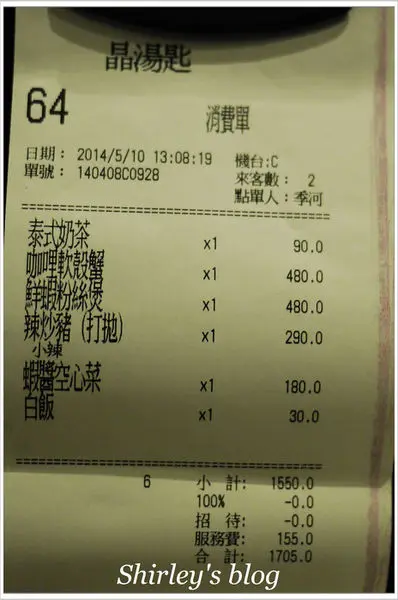 晶湯匙
64 消費單
日期： 2014/5/10 13:08:19 機台:C
單號： 140408C0928 來客數： 2
點單人：季河
泰式奶茶 x1 90.0
咖哩軟殼蟹 x1 480.0
鮮蝦粉絲煲 x1 480.0
辣炒豬（打拋） x1 290.0
小辣
蝦醬空心菜 x1 180.0
白飯 x1 30.0
6 小 計： 1550.0
100% -0.0
招 待： -0.0
服務費： 155.0
合 計： 1705.0
Shirley's blog